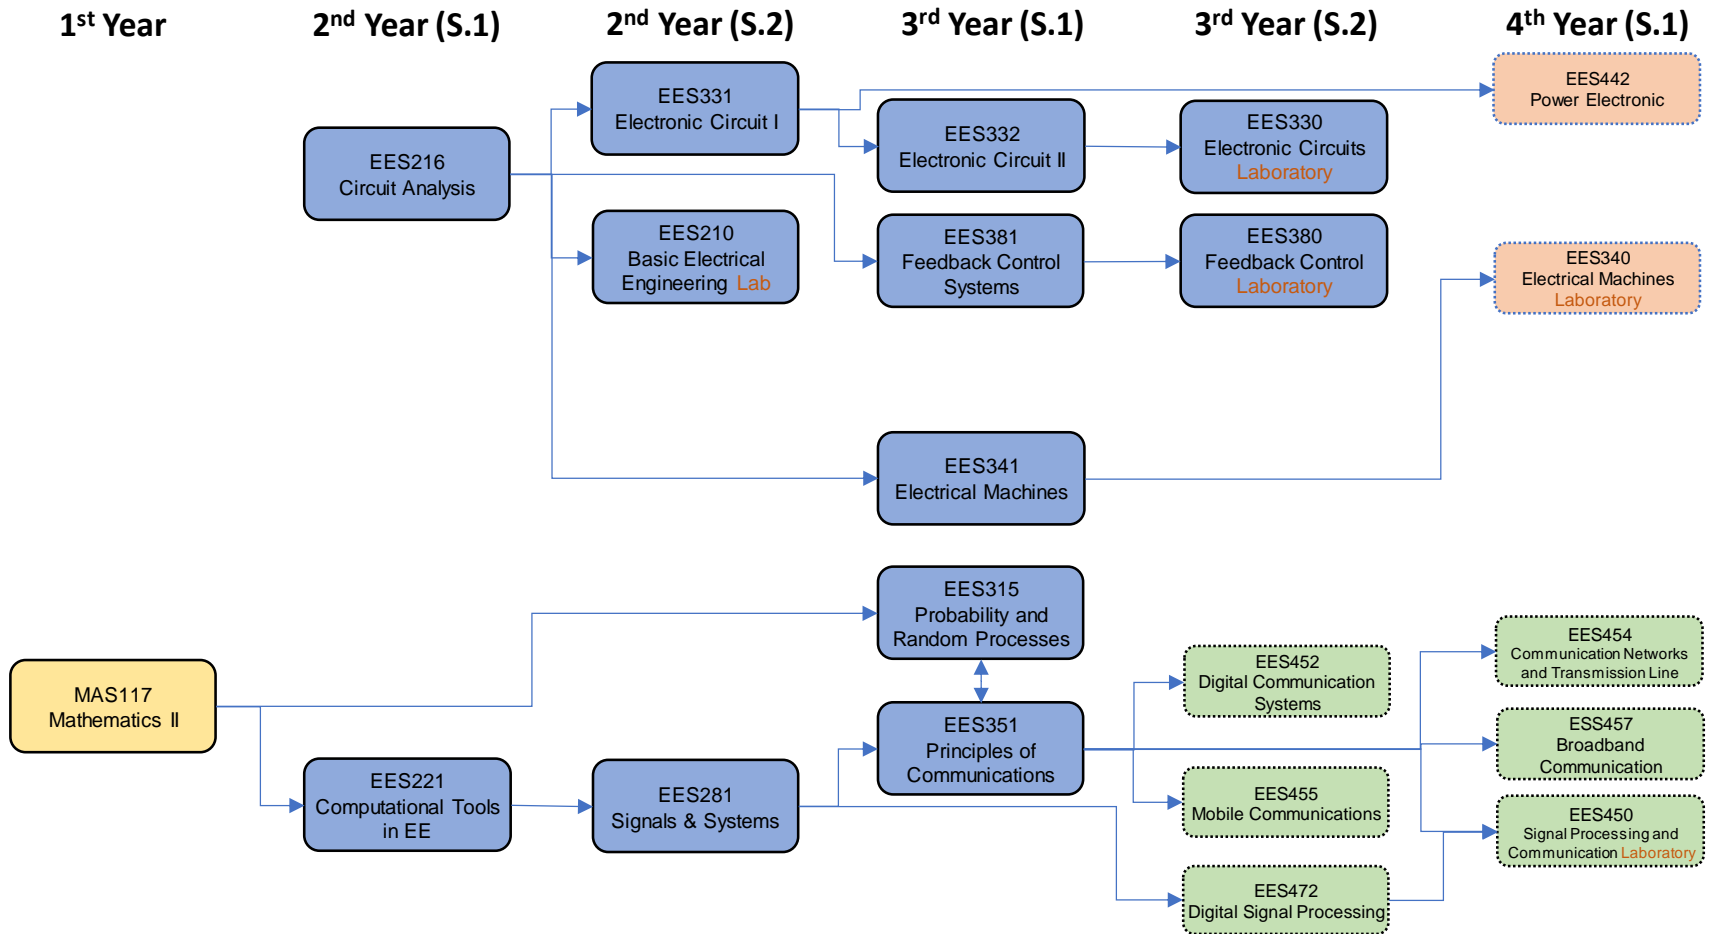 1st Year
2nd Year (S.1)
2nd Year (S.2)
3rd Year (S.1)
3rd Year (S.2)
4th Year (S.1)
EES216
Circuit Analysis
EES331
Electronic Circuit I
EES332
Electronic Circuit II
EES330
Electronic Circuits
Laboratory
EES442
Power Electronic
EES210
Basic Electrical
Engineering Lab
EES381
Feedback Control
Systems
EES380
Feedback Control
Laboratory
EES340
Electrical Machines
Laboratory
EES341
Electrical Machines
MAS117
Mathematics II
EES221
Computational Tools
in EE
EES281
Signals & Systems
EES315
Probability and
Random Processes
EES351
Principles of
Communications
EES452
Digital Communication
Systems
EES455
Mobile Communications
EES472
Digital Signal Processing
EES454
Communication Networks
and Transmission Line
ESS457
Broadband
Communication
EES450
Signal Processing and
Communication Laboratory